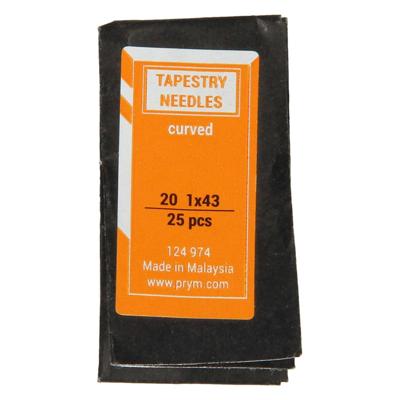 TAPESTRY
NEEDLES
curved
20 1x43
25 pcs
124 974
Made in Malaysia
www.prym.com